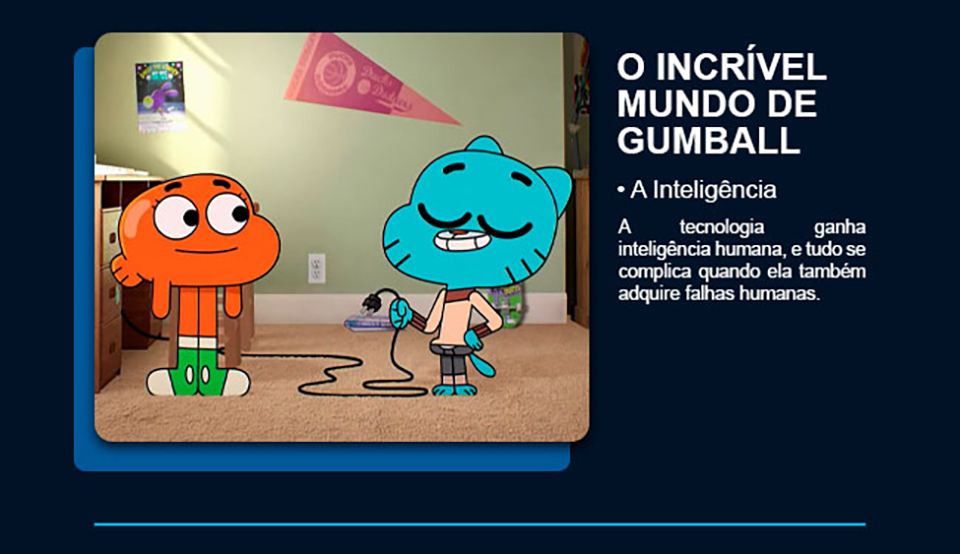 O INCRÍVEL
MUNDO DE
GUMBALL
• A Inteligência
A tecnologia ganha
inteligência humana, e tudo se
complica quando ela também
adquire falhas humanas.